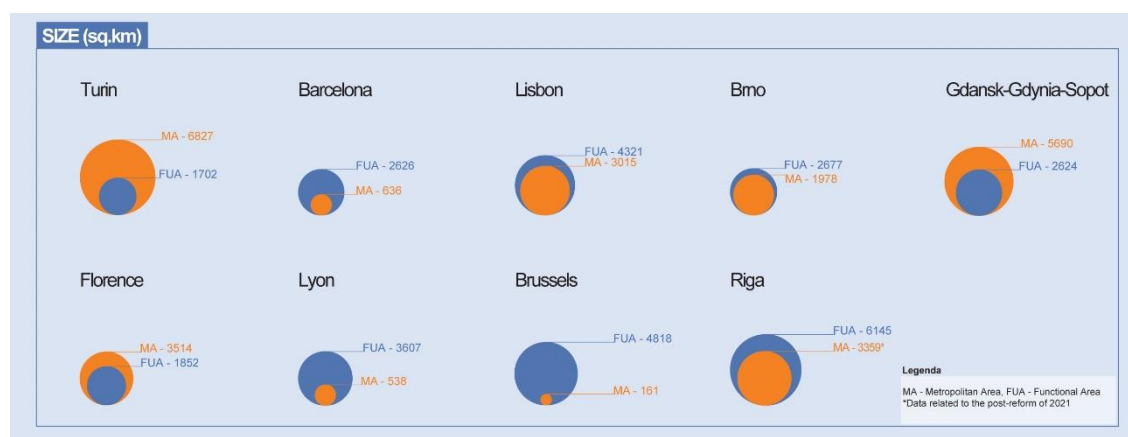 SIZE (sq.km)
Turin
MA - 6827
FUA - 1702
Barcelona
FUA - 2626
MA - 636
Lisbon
FUA - 4321
MA - 3015
Brno
FUA - 2677
MA - 1978
Gdansk-Gdynia-Sopot
MA - 5690
FUA - 2624
Florence
MA - 3514
FUA - 1852
Lyon
FUA - 3607
MA - 538
Brussels
FUA - 4818
MA - 161
Riga
FUA - 6145
MA - 3359*
Legenda
MA - Metropolitan Area, FUA - Functional Area
*Data related to the post-reform of 2021